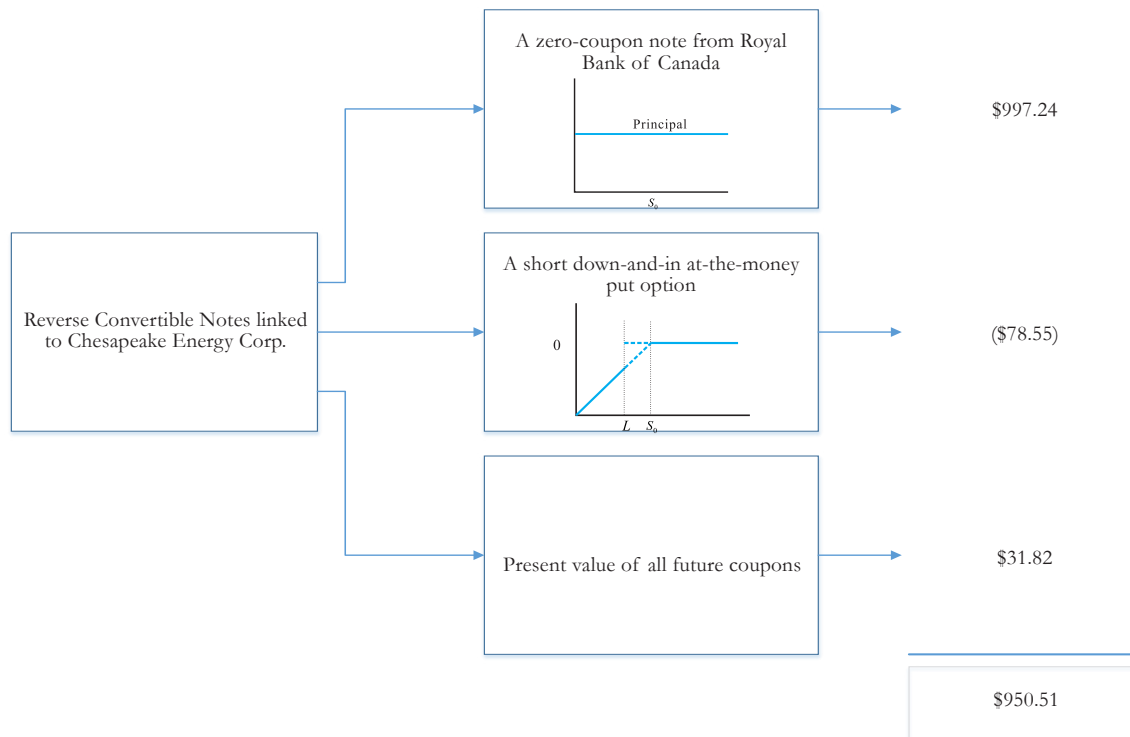 A zero-coupon note from Royal
Bank of Canada
Principal
S₀
$997.24
Reverse Convertible Notes linked
to Chesapeake Energy Corp.
A short down-and-in at-the-money
put option
0
L S₀
($78.55)
Present value of all future coupons
$31.82
$950.51